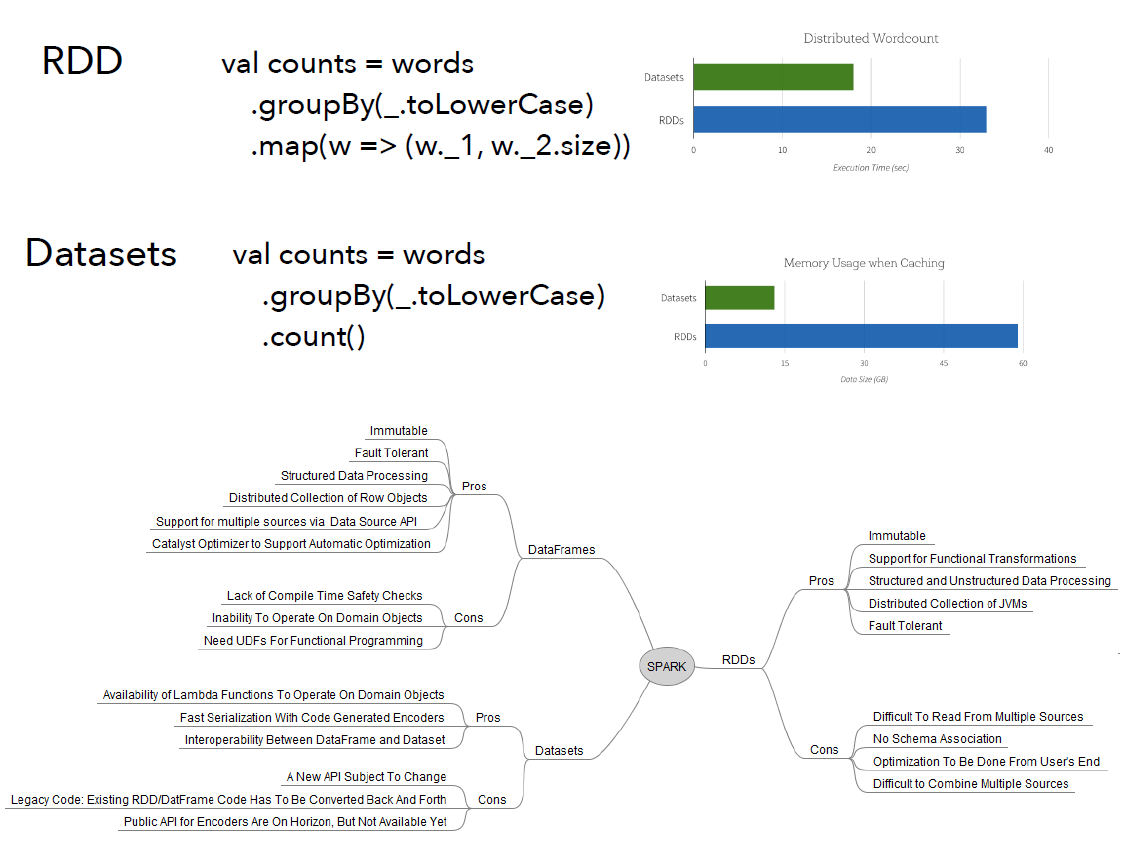 RDD
val counts = words
.groupBy(_.toLowerCase)
.map(w => (w._1, w._2.size))
Distributed Wordcount
Datasets
RDDs
0 10 20 30 40
Execution Time (sec)
Datasets
val counts = words
.groupBy(_.toLowerCase)
.count()
Memory Usage when Caching
Datasets
RDDs
0 15 30 45 60
Data Size (GB)
SPARK
DataFrames
Pros
Immutable
Fault Tolerant
Structured Data Processing
Distributed Collection of Row Objects
Support for multiple sources via Data Source API
Catalyst Optimizer to Support Automatic Optimization
Cons
Lack of Compile Time Safety Checks
Inability To Operate On Domain Objects
Need UDFs For Functional Programming
Datasets
Pros
Availability of Lambda Functions To Operate On Domain Objects
Fast Serialization With Code Generated Encoders
Interoperability Between DataFrame and Dataset
Cons
A New API Subject To Change
Legacy Code: Existing RDD/DatFrame Code Has To Be Converted Back And Forth
Public API for Encoders Are On Horizon, But Not Available Yet
RDDs
Pros
Immutable
Support for Functional Transformations
Structured and Unstructured Data Processing
Distributed Collection of JVMs
Fault Tolerant
Cons
Difficult To Read From Multiple Sources
No Schema Association
Optimization To Be Done From User's End
Difficult to Combine Multiple Sources